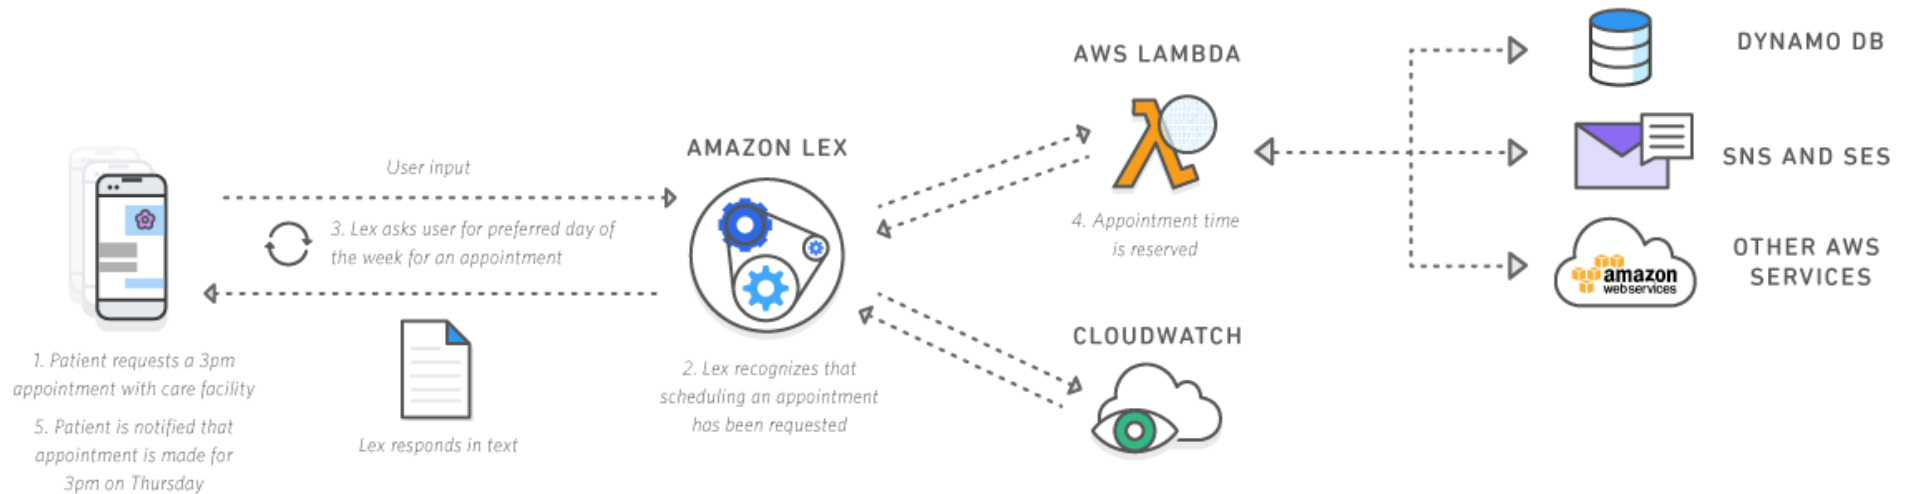 User input
3. Lex asks user for preferred day of
the week for an appointment
1. Patient requests a 3pm
appointment with care facility
5. Patient is notified that
appointment is made for
3pm on Thursday
Lex responds in text
AMAZON LEX
2. Lex recognizes that
scheduling an appointment
has been requested
AWS LAMBDA
4. Appointment time
is reserved
CLOUDWATCH
DYNAMO DB
SNS AND SES
OTHER AWS
SERVICES
amazon
webservices